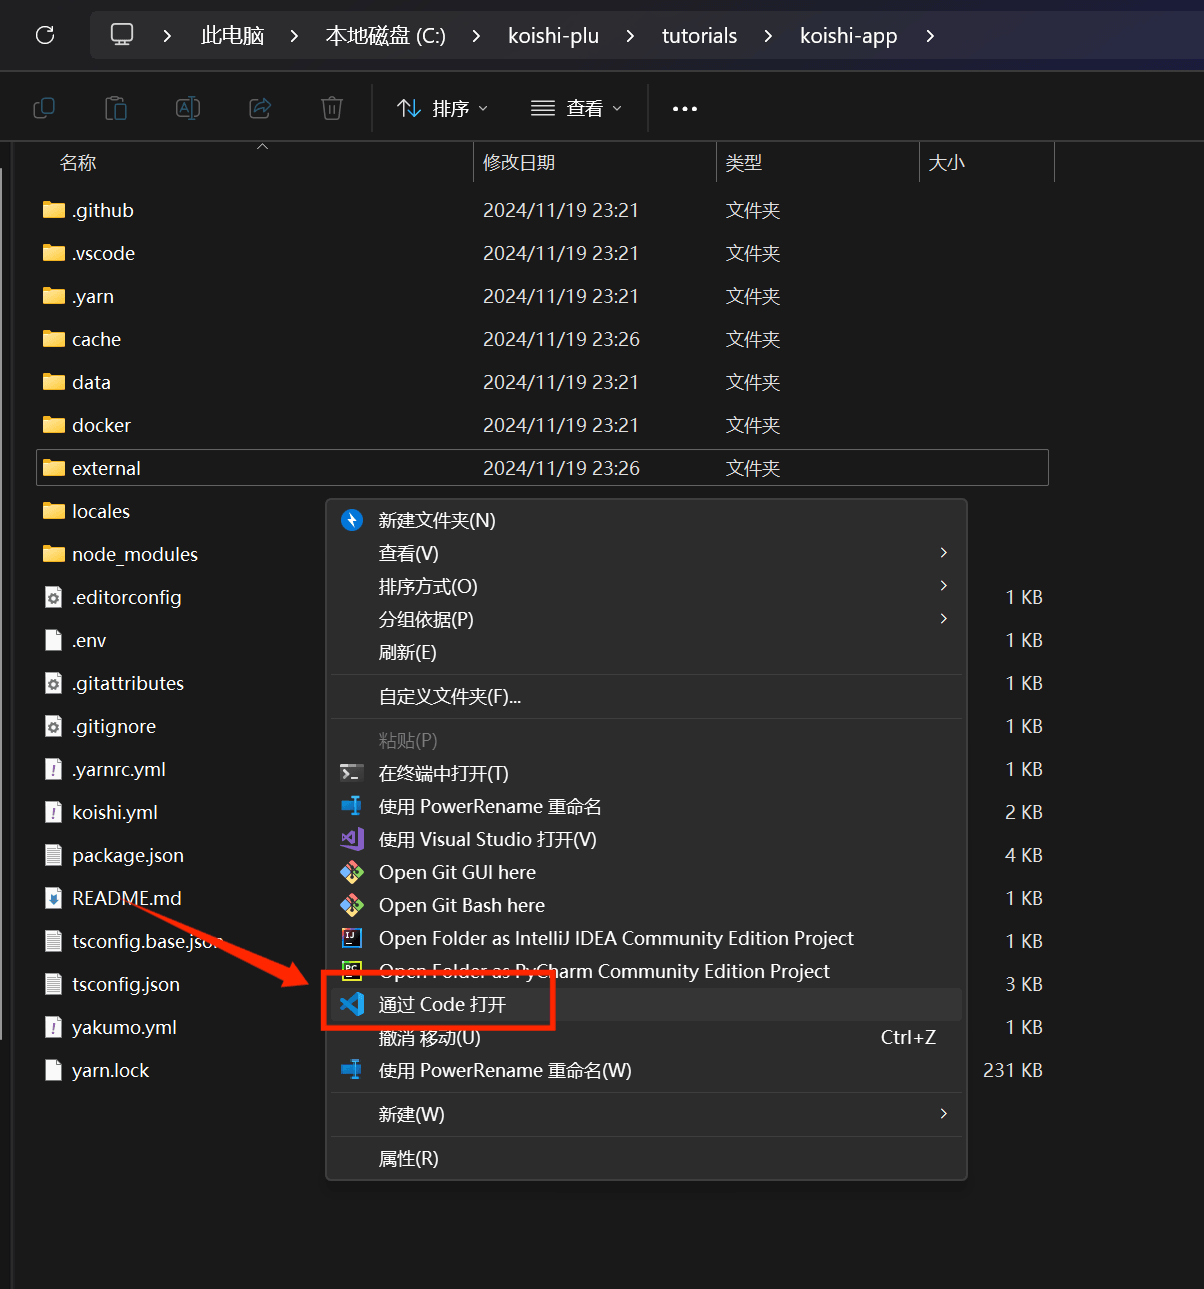 此电脑 本地磁盘 (C:) koishi-plu tutorials koishi-app
排序 查看
名称 修改日期 类型 大小
.github 2024/11/19 23:21 文件夹
.vscode 2024/11/19 23:21 文件夹
.yarn 2024/11/19 23:21 文件夹
cache 2024/11/19 23:26 文件夹
data 2024/11/19 23:21 文件夹
docker 2024/11/19 23:21 文件夹
external 2024/11/19 23:26 文件夹
locales
node_modules
.editorconfig 1 KB
.env 1 KB
.gitattributes 1 KB
.gitignore 1 KB
.yarnrc.yml 1 KB
koishi.yml 2 KB
package.json 4 KB
README.md 1 KB
tsconfig.base.json 1 KB
tsconfig.json 3 KB
yakumo.yml 1 KB
yarn.lock 231 KB
新建文件夹(N)
查看(V)
排序方式(O)
分组依据(P)
刷新(E)
自定义文件夹(F)...
粘贴(P)
在终端中打开(T)
使用 PowerRename 重命名
使用 Visual Studio 打开(V)
Open Git GUI here
Open Git Bash here
Open Folder as IntelliJ IDEA Community Edition Project
Open Folder as PyCharm Community Edition Project
通过 Code 打开
撤消 移动(U) Ctrl+Z
使用 PowerRename 重命名(W)
新建(W)
属性(R)